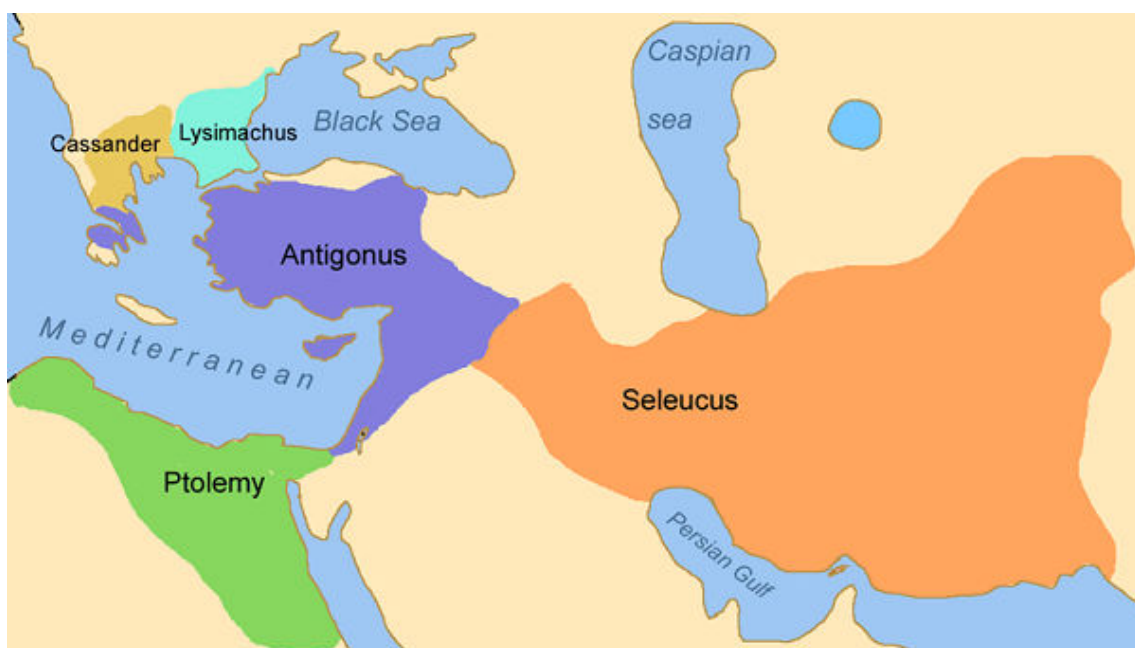 Caspian
sea
Black Sea
Lysimachus
Cassander
Antigonus
Mediterranean
Seleucus
Ptolemy
Persian Gulf